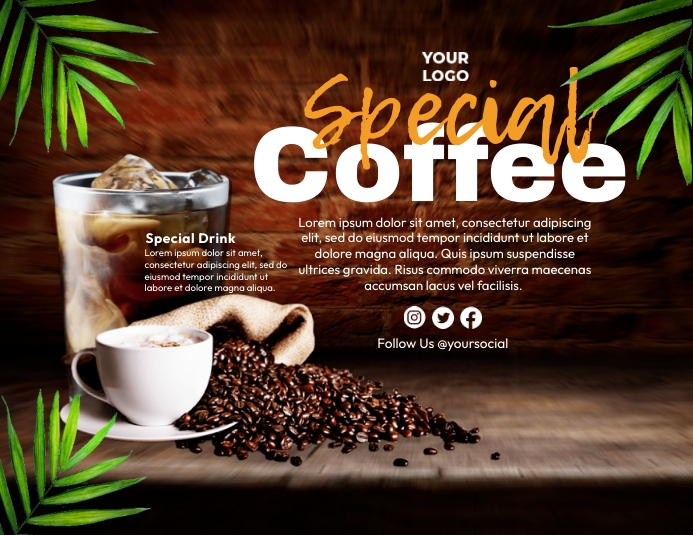 YOUR
LOGO
Special
Coffee
Lorem ipsum dolor sit amet, consectetur adipiscing
elit, sed do eiusmod tempor incididunt ut labore et
dolore magna aliqua. Quis ipsum suspendisse
ultrices gravida. Risus commodo viverra maecenas
accumsan lacus vel facilisis.
Follow Us @yoursocial
Special Drink
Lorem ipsum dolor sit amet,
consectetur adipiscing elit, sed do
eiusmod tempor incididunt ut
labore et dolore magna aliqua.